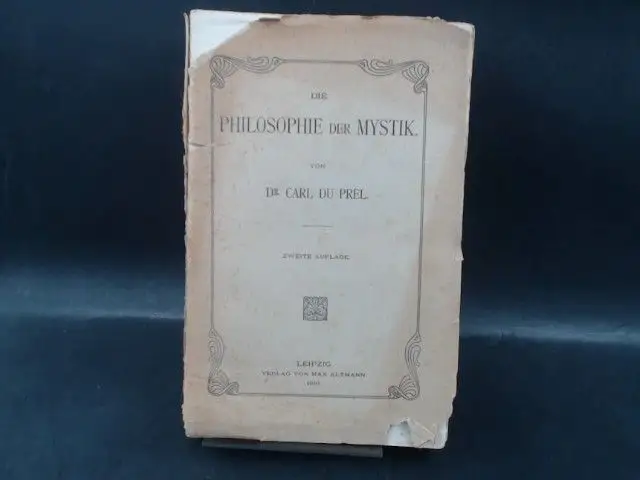 DIE
PHILOSOPHIE DER MYSTIK.
VON
DR. CARL DU PREL.
ZWEITE AUFLAGE.
LEIPZIG
VERLAG VON MAX ALTMANN